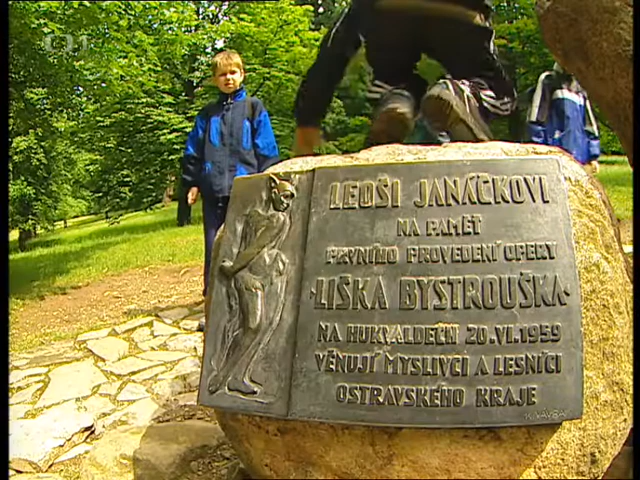 ČT
LEOŠI JANÁČKOVI
NA PAMĚŤ
PRVNÍHO PROVEDENÍ OPERY
„LIŠKA BYSTROUŠKA“
NA HUKVALDECH 20.VI.1959
VĚNUJÍ MYSLIVCI A LESNÍCI
OSTRAVSKÉHO KRAJE